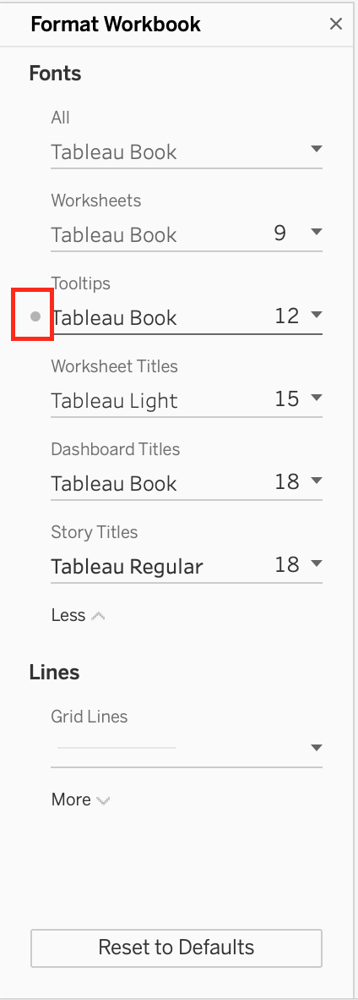 Format Workbook
Fonts
All
Tableau Book
Worksheets
Tableau Book 9
Tooltips
Tableau Book 12
Worksheet Titles
Tableau Light 15
Dashboard Titles
Tableau Book 18
Story Titles
Tableau Regular 18
Less
Lines
Grid Lines
More
Reset to Defaults